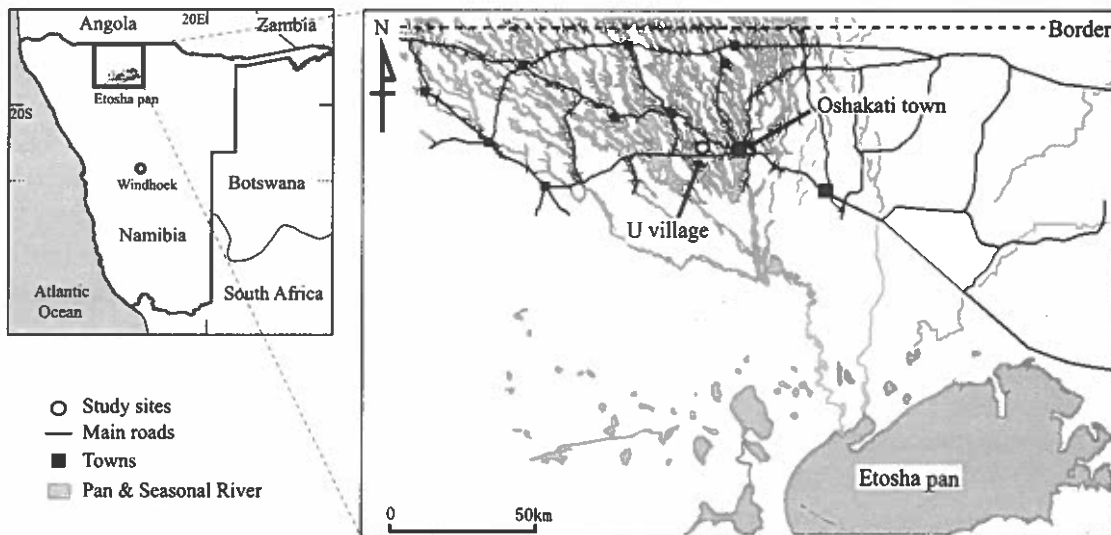 Angola
20E
Zambia
Etosha pan
20S
Windhoek
Botswana
Namibia
Atlantic
Ocean
South Africa
Study sites
Main roads
Towns
Pan & Seasonal River
N
Border
Oshakati town
U village
Etosha pan
0
50km